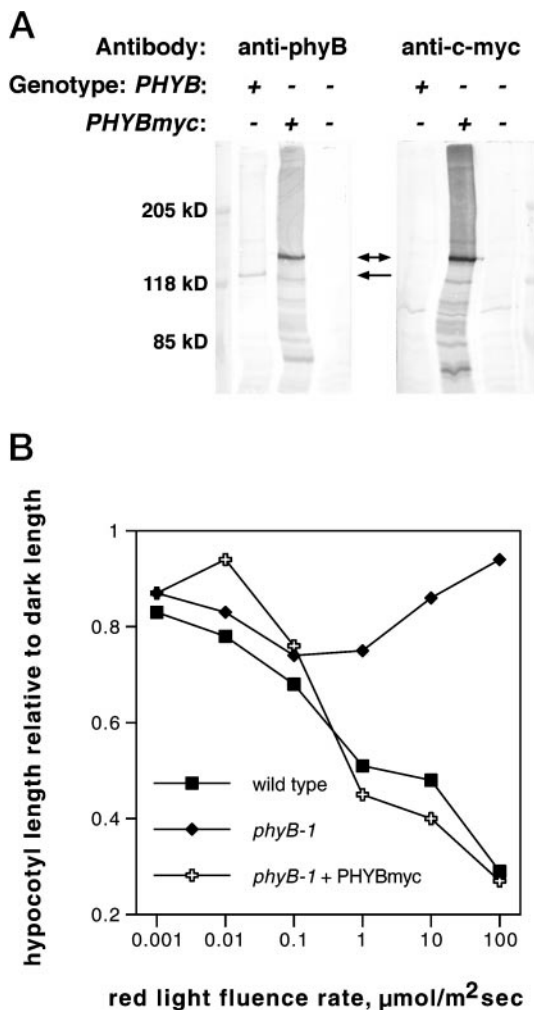 A
Antibody: anti-phyB anti-c-myc
Genotype: PHYB: + - - + - -
PHYBmyc: - + - - + -
205 kD
118 kD
85 kD
B
hypocotyl length relative to dark length
1
0.8
0.6
0.4
0.2
wild type
phyB-1
phyB-1 + PHYBmyc
0.001 0.01 0.1 1 10 100
red light fluence rate, µmol/m²sec